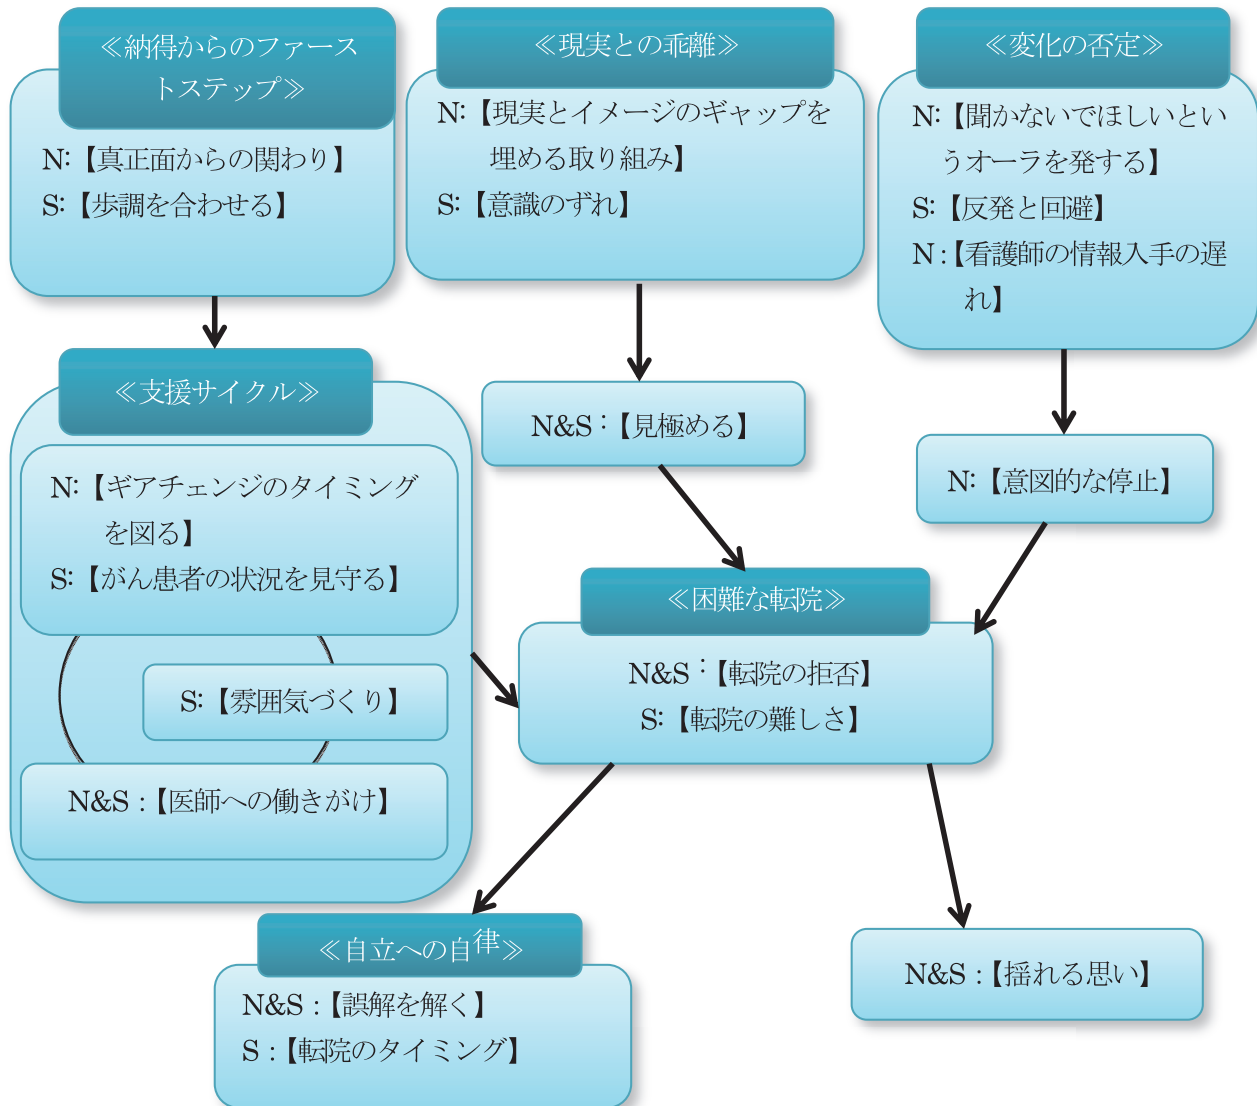 ≪納得からのファース
トステップ≫
N:【真正面からの関わり】
S:【歩調を合わせる】
≪現実との乖離≫
N:【現実とイメージのギャップを
埋める取り組み】
S:【意識のずれ】
≪変化の否定≫
N:【聞かないでほしいとい
うオーラを発する】
S:【反発と回避】
N:【看護師の情報入手の遅
れ】
≪支援サイクル≫
N:【ギアチェンジのタイミング
を図る】
S:【がん患者の状況を見守る】
S:【雰囲気づくり】
N&S:【医師への働きがけ】
N&S:【見極める】
N:【意図的な停止】
≪困難な転院≫
N&S:【転院の拒否】
S:【転院の難しさ】
≪自立への自律≫
N&S:【誤解を解く】
S:【転院のタイミング】
N&S:【揺れる思い】